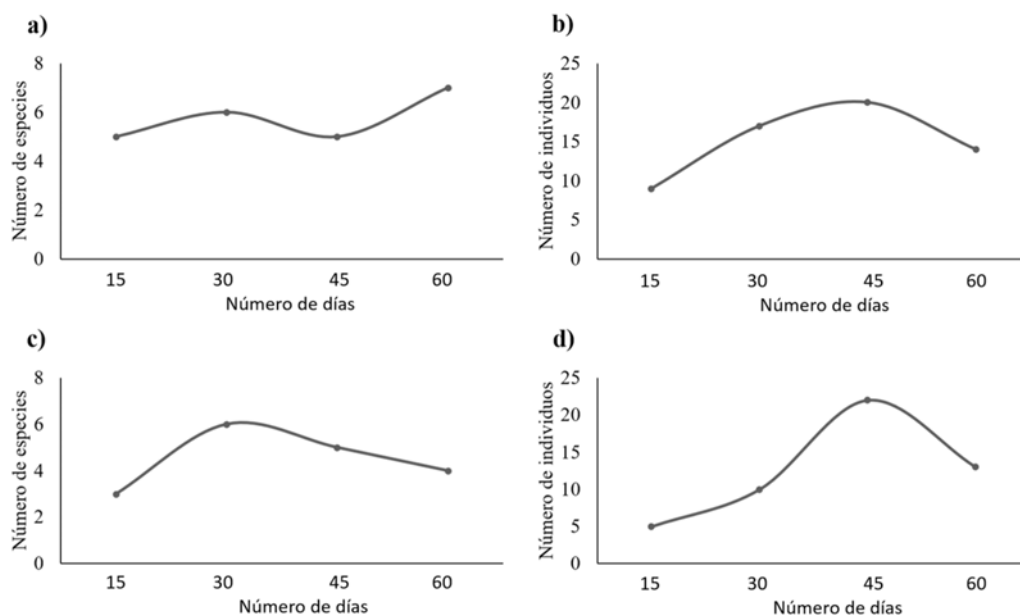 a)
Número de especies
8
6
4
2
0
15 30 45 60
Número de días
b)
Número de individuos
25
20
15
10
5
0
15 30 45 60
Número de días
c)
Número de especies
8
6
4
2
0
15 30 45 60
Número de días
d)
Número de individuos
25
20
15
10
5
0
15 30 45 60
Número de días